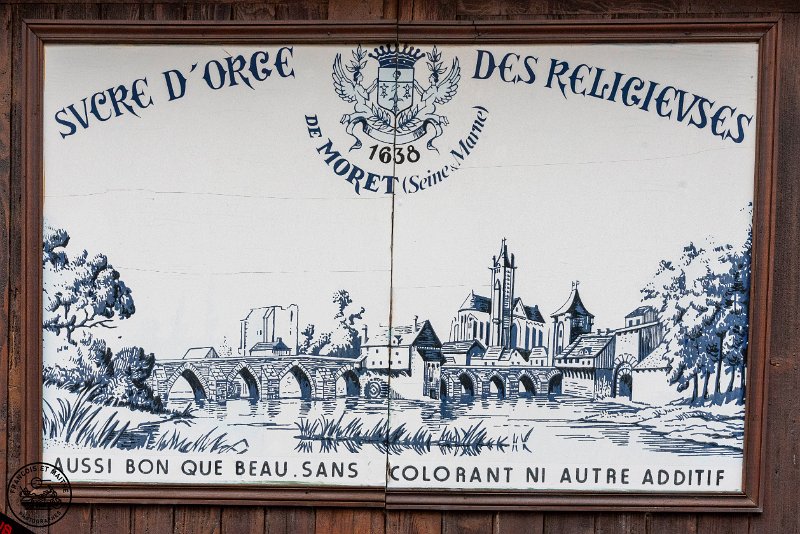 SVCRE D'ORGE DES RELIGIEVSES
DE MORET (Seine & Marne)
1638
AUSSI BON QUE BEAU. SANS COLORANT NI AUTRE ADDITIF